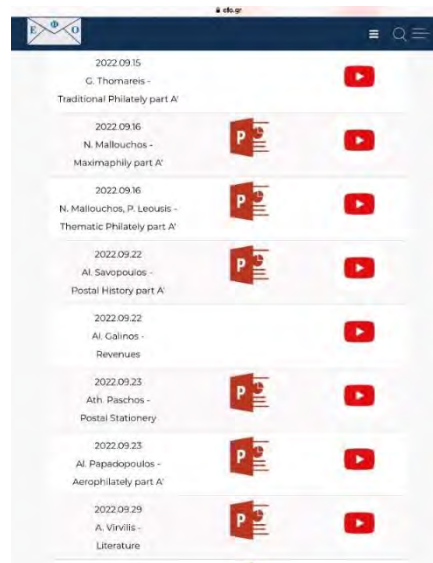 efo.gr
Ε Φ Ο
2022.09.15
G. Thomareis -
Traditional Philately part A'
2022.09.16
N. Mallouchos -
Maximaphily part A'
P
2022.09.16
N. Mallouchos, P. Leousis -
Thematic Philately part A'
P
2022.09.22
Al. Savopoulos -
Postal History part A'
P
2022.09.22
Al. Galinos -
Revenues
2022.09.23
Ath. Paschos -
Postal Stationery
P
2022.09.23
Al. Papadopoulos -
Aerophilately part A'
P
2022.09.29
A. Virvilis -
Literature
P